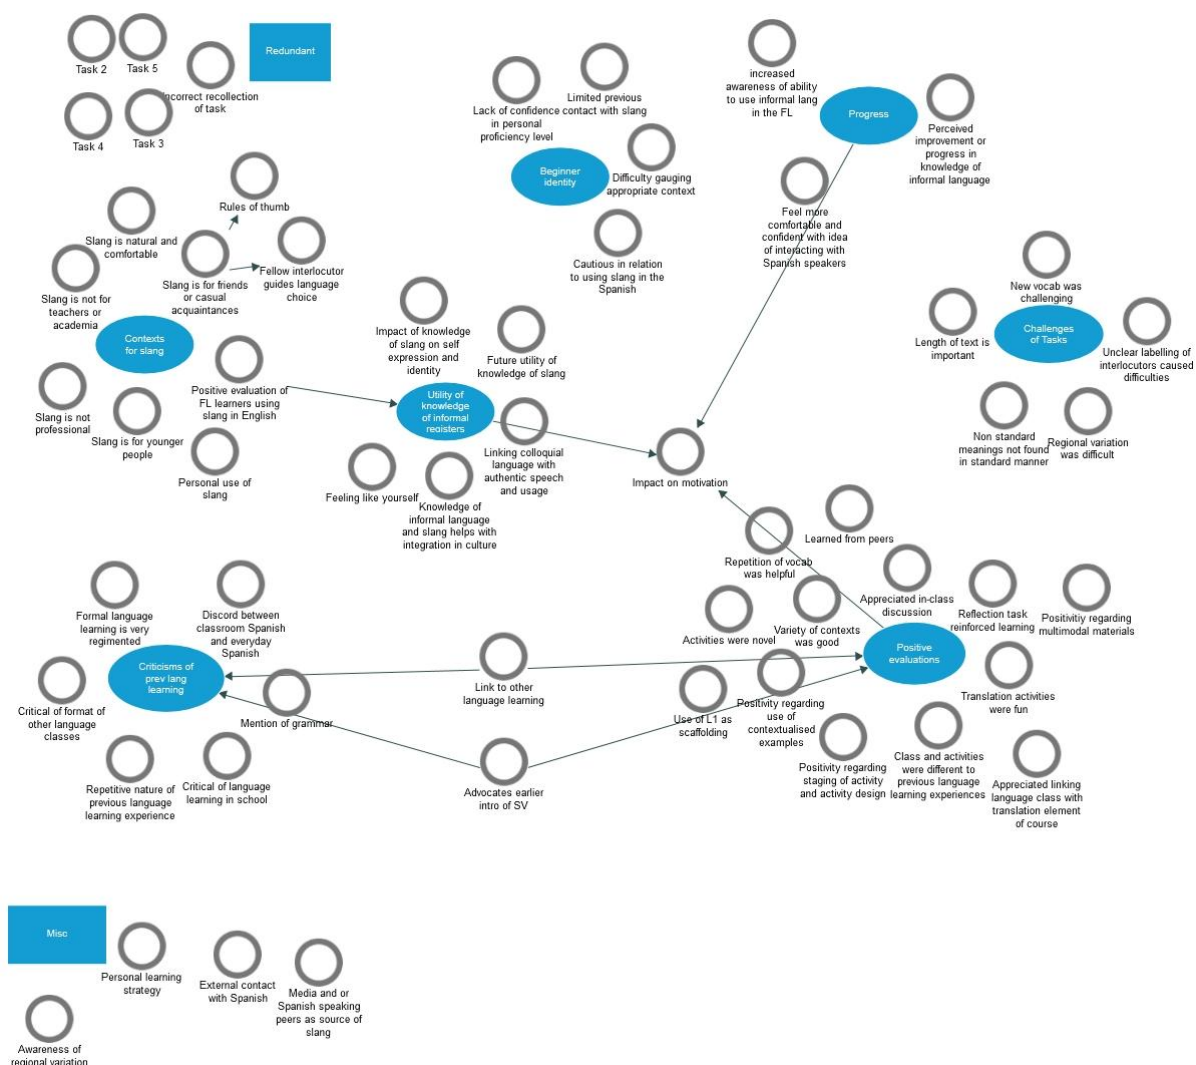 Task 2
Task 5
Incorrect recollection
of task
Redundant
Task 4
Task 3
Lack of confidence
in personal
proficiency level
Limited previous
contact with slang
Beginner
identity
Difficulty gauging
appropriate context
Cautious in relation
to using slang in the
Spanish
increased
awareness of ability
to use informal lang
in the FL
Progress
Perceived
improvement or
progress in
knowledge of
informal language
Feel more
comfortable and
confident with idea
of interacting with
Spanish speakers
Rules of thumb
Slang is natural and
comfortable
Slang is for friends
or casual
acquaintances
Fellow interlocutor
guides language
choice
Slang is not for
teachers or
academia
Contexts
for slang
Slang is not
professional
Slang is for younger
people
Positive evaluation of
FL learners using
slang in English
Personal use of
slang
Impact of knowledge
of slang on self
expression and
identity
Future utility of
knowledge of slang
Utility of
knowledge
of informal
registers
Linking colloquial
language with
authentic speech
and usage
Feeling like yourself
Knowledge of
informal language
and slang helps with
integration in culture
Impact on motivation
New vocab was
challenging
Length of text is
important
Challenges
of Tasks
Unclear labelling of
interlocutors caused
difficulties
Non standard
meanings not found
in standard manner
Regional variation
was difficult
Learned from peers
Repetition of vocab
was helpful
Appreciated in-class
discussion
Reflection task
reinforced learning
Positivitiy regarding
multimodal materials
Activities were novel
Variety of contexts
was good
Positive
evaluations
Translation activities
were fun
Use of L1 as
scaffolding
Positivity regarding
use of
contextualised
examples
Positivity regarding
staging of activity
and activity design
Class and activities
were different to
previous language
learning experiences
Appreciated linking
language class with
translation element
of course
Formal language
learning is very
regimented
Discord between
classroom Spanish
and everyday
Spanish
Criticisms of
prev lang
learning
Critical of format of
other language
classes
Mention of grammar
Repetitive nature of
previous language
learning experience
Critical of language
learning in school
Link to other
language learning
Advocates earlier
intro of SV
Misc
Personal learning
strategy
External contact
with Spanish
Media and or
Spanish speaking
peers as source of
slang
Awareness of
regional variation